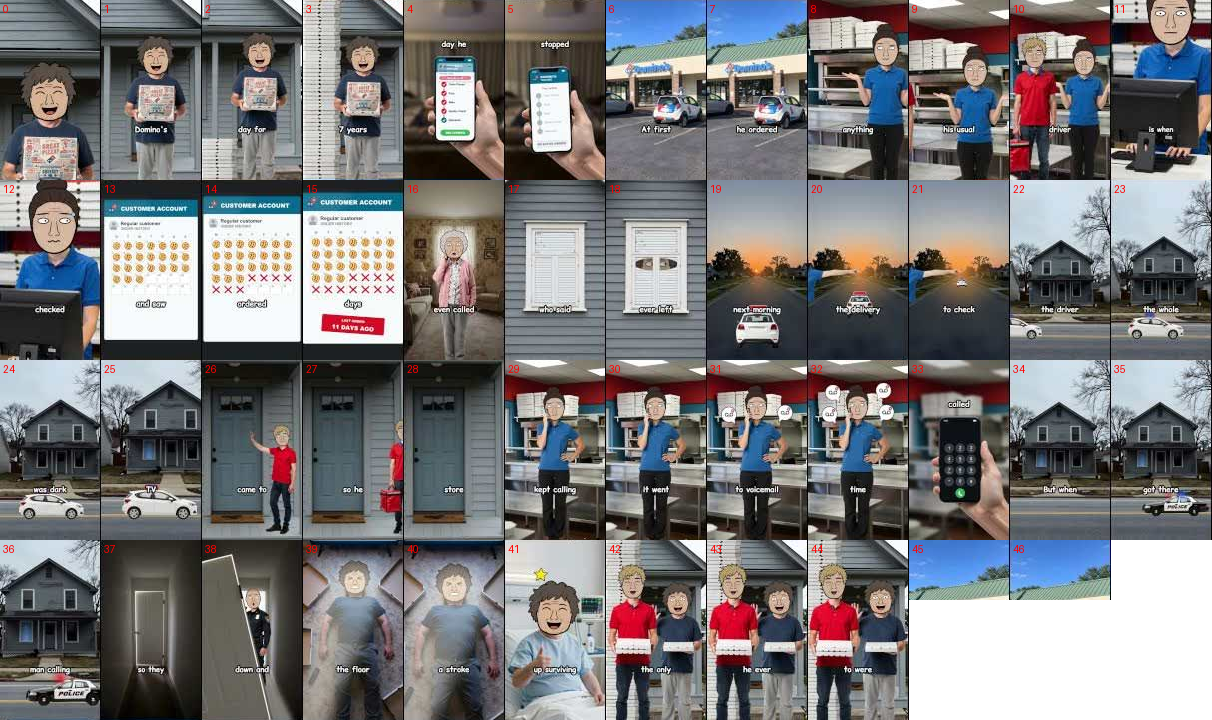 0
1
2
3
4
5
6
7
8
9
10
11
Domino's
day for
7 years
day he
stopped
At first
he ordered
anything
his usual
driver
is when
Domino's
Domino's
12
13
14
15
16
17
18
19
20
21
22
23
CUSTOMER ACCOUNT
Regular customer
CUSTOMER ACCOUNT
Regular customer
CUSTOMER ACCOUNT
Regular customer
11 DAYS AGO
checked
and saw
ordered
days
even called
who said
ever left
next morning
the delivery
to check
the driver
the whole
24
25
26
27
28
29
30
31
32
33
34
35
called
was dark
TV
came to
so he
store
kept calling
it went
to voicemail
time
But when
got there
POLICE
36
37
38
39
40
41
42
43
44
45
46
man calling
so they
down and
the floor
a stroke
up surviving
the only
he ever
to were
POLICE